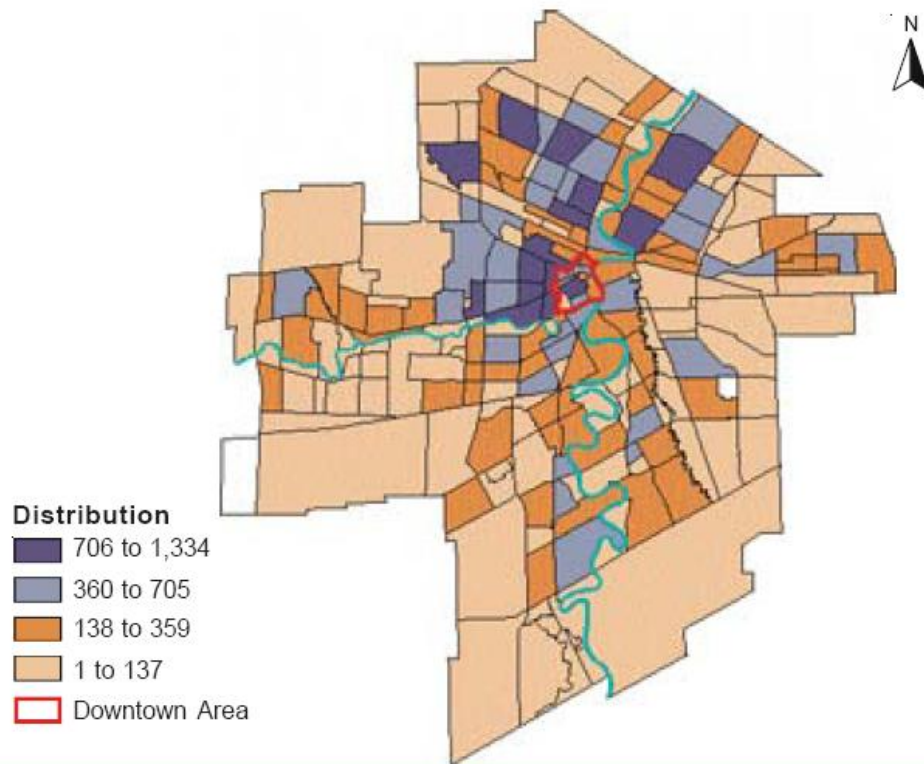 N
Distribution
706 to 1,334
360 to 705
138 to 359
1 to 137
Downtown Area